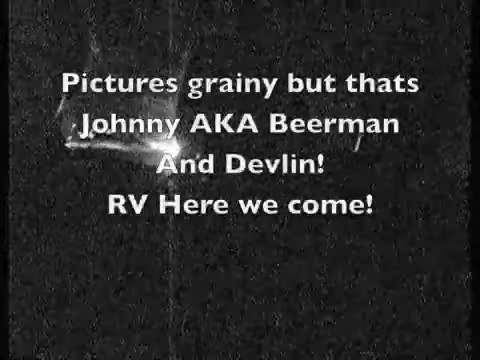 Pictures grainy but thats
Johnny AKA Beerman
And Devlin!
RV Here we come!